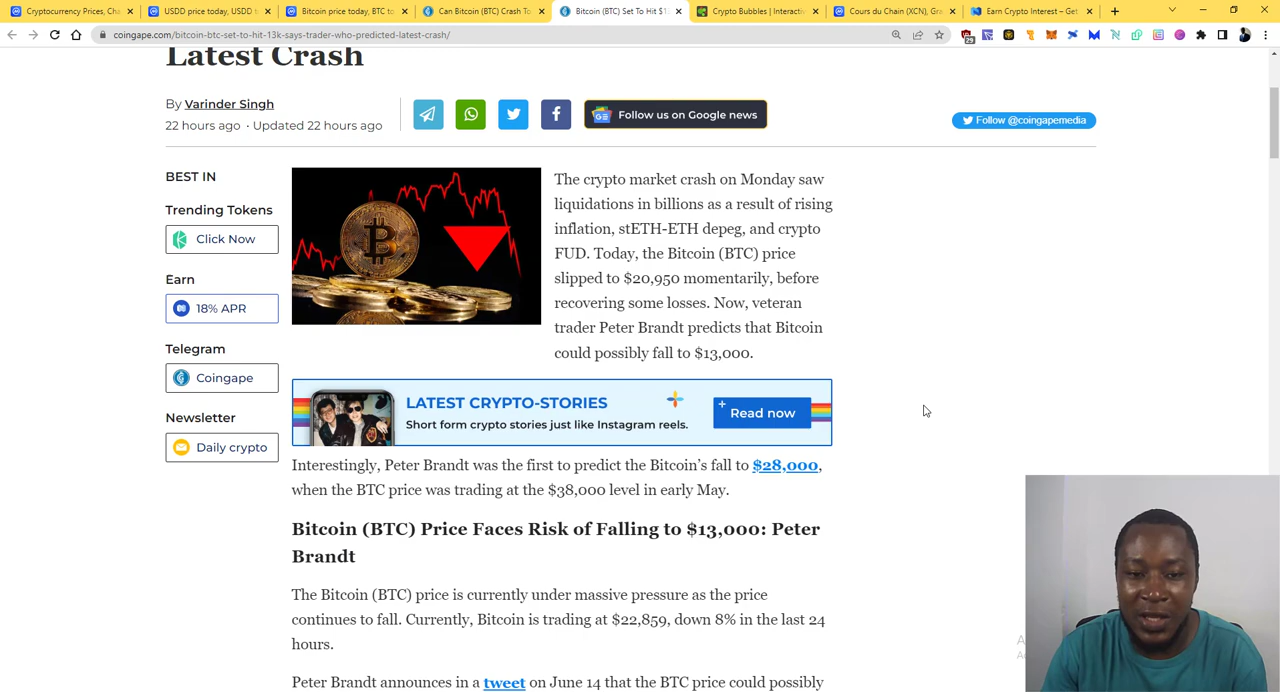 Cryptocurrency Prices, Cha
USDD price today, USDD t
Bitcoin price today, BTC to
Can Bitcoin (BTC) Crash To
Bitcoin (BTC) Set To Hit $1
Crypto Bubbles | Interactiv
Cours du Chain (XCN), Gra
Earn Crypto Interest – Get
coingape.com/bitcoin-btc-set-to-hit-13k-says-trader-who-predicted-latest-crash/
29
Latest Crash
By Varinder Singh
22 hours ago · Updated 22 hours ago
Follow us on Google news
Follow @coingapemedia
BEST IN
Trending Tokens
Click Now
Earn
18% APR
Telegram
Coingape
Newsletter
Daily crypto
The crypto market crash on Monday saw
liquidations in billions as a result of rising
inflation, stETH-ETH depeg, and crypto
FUD. Today, the Bitcoin (BTC) price
slipped to $20,950 momentarily, before
recovering some losses. Now, veteran
trader Peter Brandt predicts that Bitcoin
could possibly fall to $13,000.
LATEST CRYPTO-STORIES
Short form crypto stories just like Instagram reels.
Read now
Interestingly, Peter Brandt was the first to predict the Bitcoin’s fall to $28,000,
when the BTC price was trading at the $38,000 level in early May.
Bitcoin (BTC) Price Faces Risk of Falling to $13,000: Peter
Brandt
The Bitcoin (BTC) price is currently under massive pressure as the price
continues to fall. Currently, Bitcoin is trading at $22,859, down 8% in the last 24
hours.
Peter Brandt announces in a tweet on June 14 that the BTC price could possibly